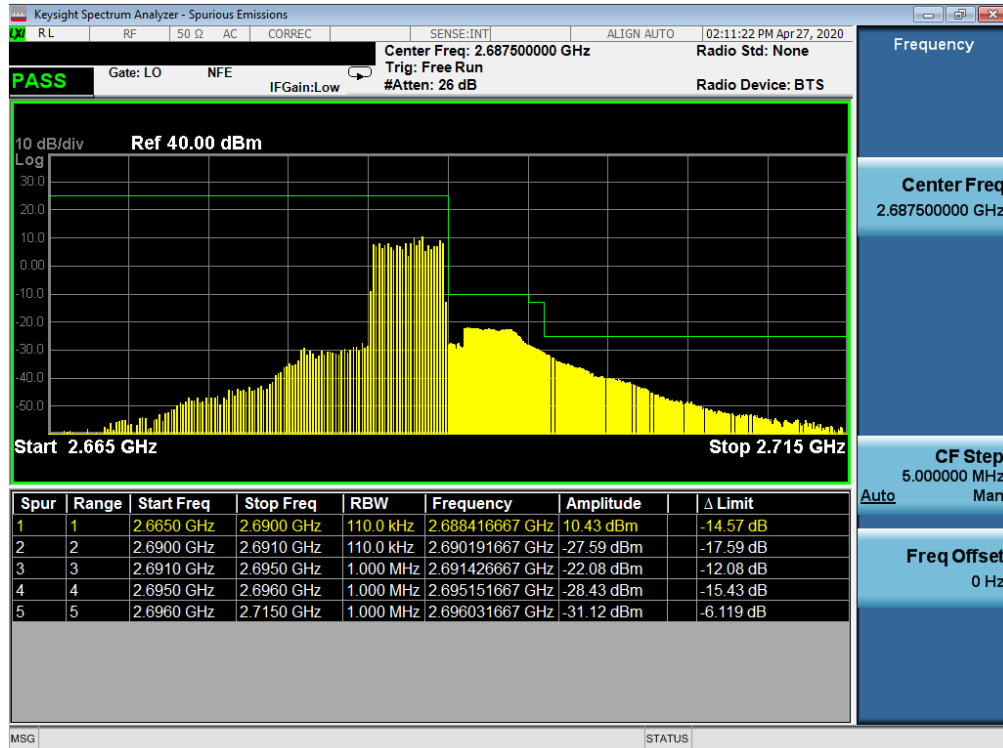 Keysight Spectrum Analyzer - Spurious Emissions
LXI RL RF 50 Ω AC CORREC SENSE:INT ALIGN AUTO 02:11:22 PM Apr 27, 2020
Center Freq: 2.687500000 GHz Radio Std: None
PASS Gate: LO NFE Trig: Free Run
IFGain:Low #Atten: 26 dB Radio Device: BTS
10 dB/div Ref 40.00 dBm
Log
30.0
20.0
10.0
0.00
-10.0
-20.0
-30.0
-40.0
-50.0
Start 2.665 GHz Stop 2.715 GHz
Spur Range Start Freq Stop Freq RBW Frequency Amplitude Δ Limit
1 1 2.6650 GHz 2.6900 GHz 110.0 kHz 2.688416667 GHz 10.43 dBm -14.57 dB
2 2 2.6900 GHz 2.6910 GHz 110.0 kHz 2.690191667 GHz -27.59 dBm -17.59 dB
3 3 2.6910 GHz 2.6950 GHz 1.000 MHz 2.691426667 GHz -22.08 dBm -12.08 dB
4 4 2.6950 GHz 2.6960 GHz 1.000 MHz 2.695151667 GHz -28.43 dBm -15.43 dB
5 5 2.6960 GHz 2.7150 GHz 1.000 MHz 2.696031667 GHz -31.12 dBm -6.119 dB
Frequency
Center Freq
2.687500000 GHz
CF Step
5.000000 MHz
Auto Man
Freq Offset
0 Hz
MSG STATUS